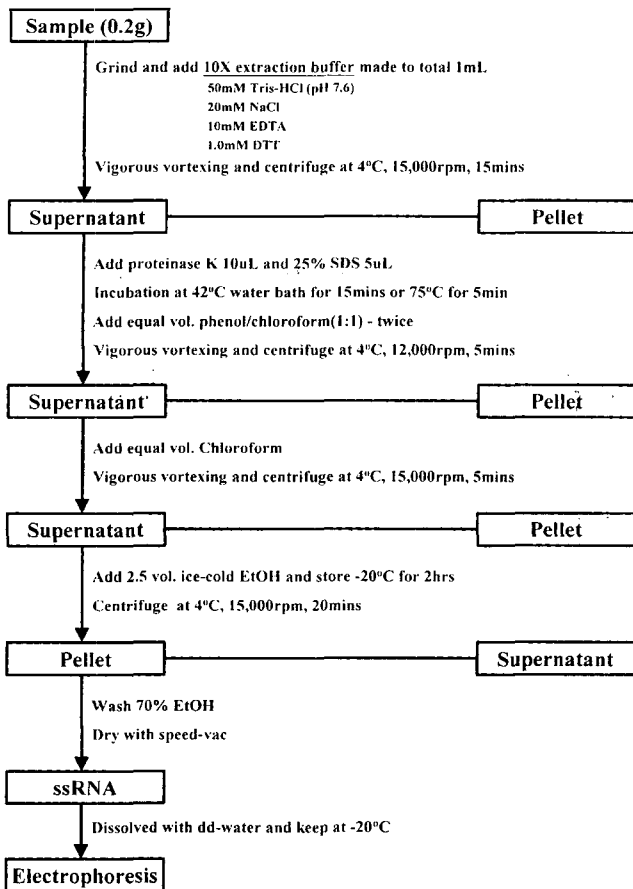 Sample (0.2g)
Grind and add 10X extraction buffer made to total 1mL
50mM Tris-HCl (pH 7.6)
20mM NaCl
10mM EDTA
1.0mM DTT
Vigorous vortexing and centrifuge at 4°C, 15,000rpm, 15mins
Supernatant Pellet
Add proteinase K 10uL and 25% SDS 5uL
Incubation at 42°C water bath for 15mins or 75°C for 5min
Add equal vol. phenol/chloroform(1:1) - twice
Vigorous vortexing and centrifuge at 4°C, 12,000rpm, 5mins
Supernatant Pellet
Add equal vol. Chloroform
Vigorous vortexing and centrifuge at 4°C, 15,000rpm, 5mins
Supernatant Pellet
Add 2.5 vol. ice-cold EtOH and store -20°C for 2hrs
Centrifuge at 4°C, 15,000rpm, 20mins
Pellet Supernatant
Wash 70% EtOH
Dry with speed-vac
ssRNA
Dissolved with dd-water and keep at -20°C
Electrophoresis